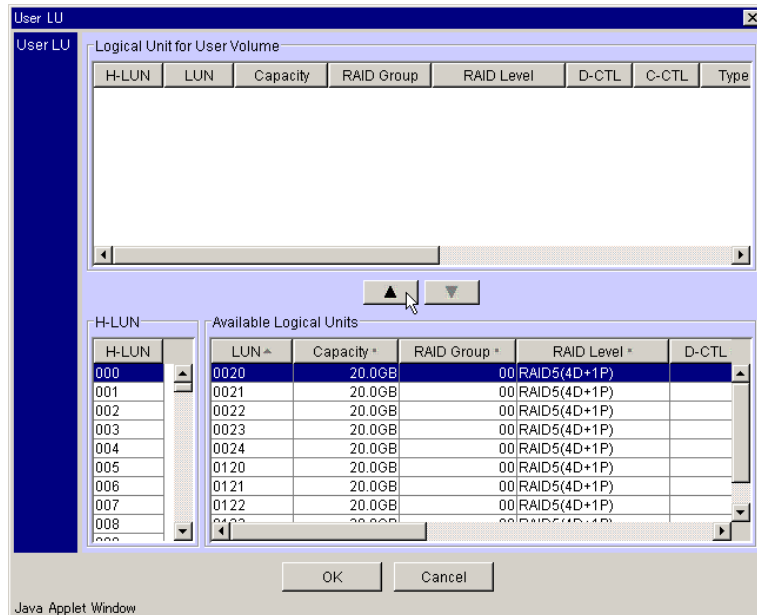 User LU
User LU
Logical Unit for User Volume
H-LUN LUN Capacity RAID Group RAID Level D-CTL C-CTL Type
H-LUN
Available Logical Units
H-LUN LUN Capacity RAID Group RAID Level D-CTL
000 0020 20.0GB 00 RAID5(4D+1P)
001 0021 20.0GB 00 RAID5(4D+1P)
002 0022 20.0GB 00 RAID5(4D+1P)
003 0023 20.0GB 00 RAID5(4D+1P)
004 0024 20.0GB 00 RAID5(4D+1P)
005 0120 20.0GB 00 RAID5(4D+1P)
006 0121 20.0GB 00 RAID5(4D+1P)
007 0122 20.0GB 00 RAID5(4D+1P)
008
OK Cancel
Java Applet Window